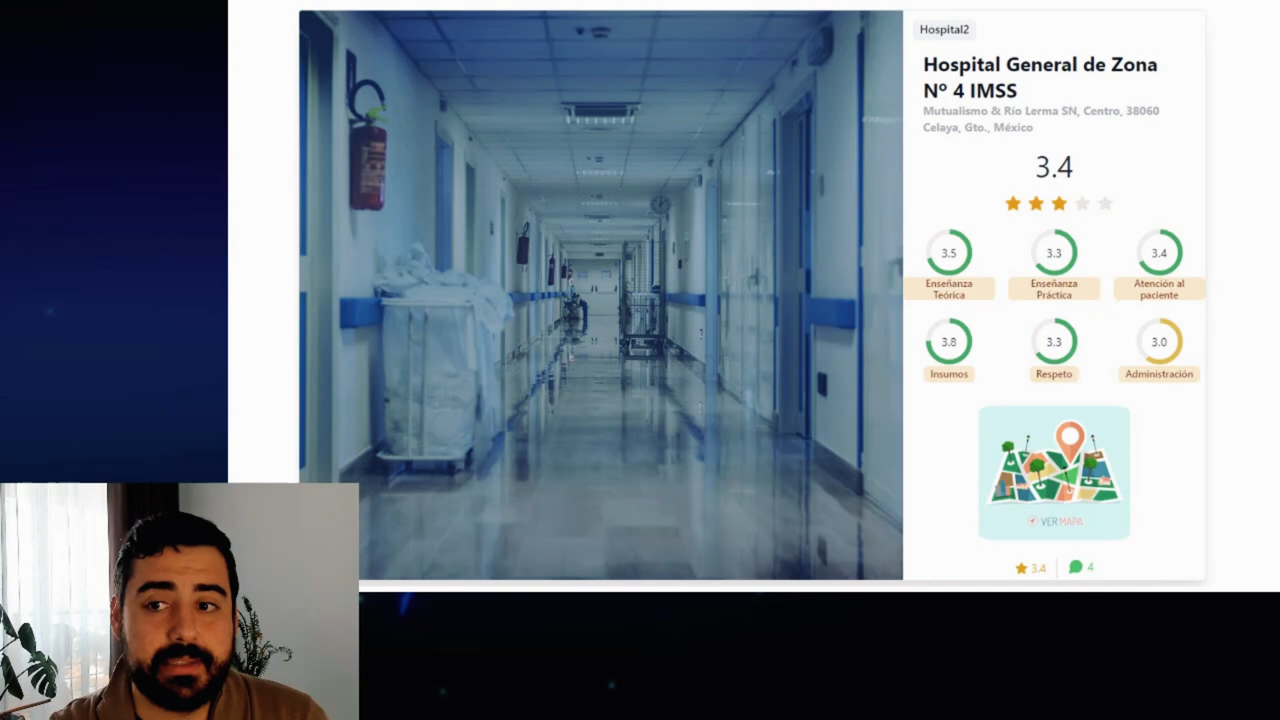 Hospital2
Hospital General de Zona
Nº 4 IMSS
Mutualismo & Río Lerma SN, Centro, 38060
Celaya, Gto., México
3.4
3.5
3.3
3.4
Enseñanza
Teórica
Enseñanza
Práctica
Atención al
paciente
3.8
3.3
3.0
Insumos
Respeto
Administración
VER MAPA
3.4
4